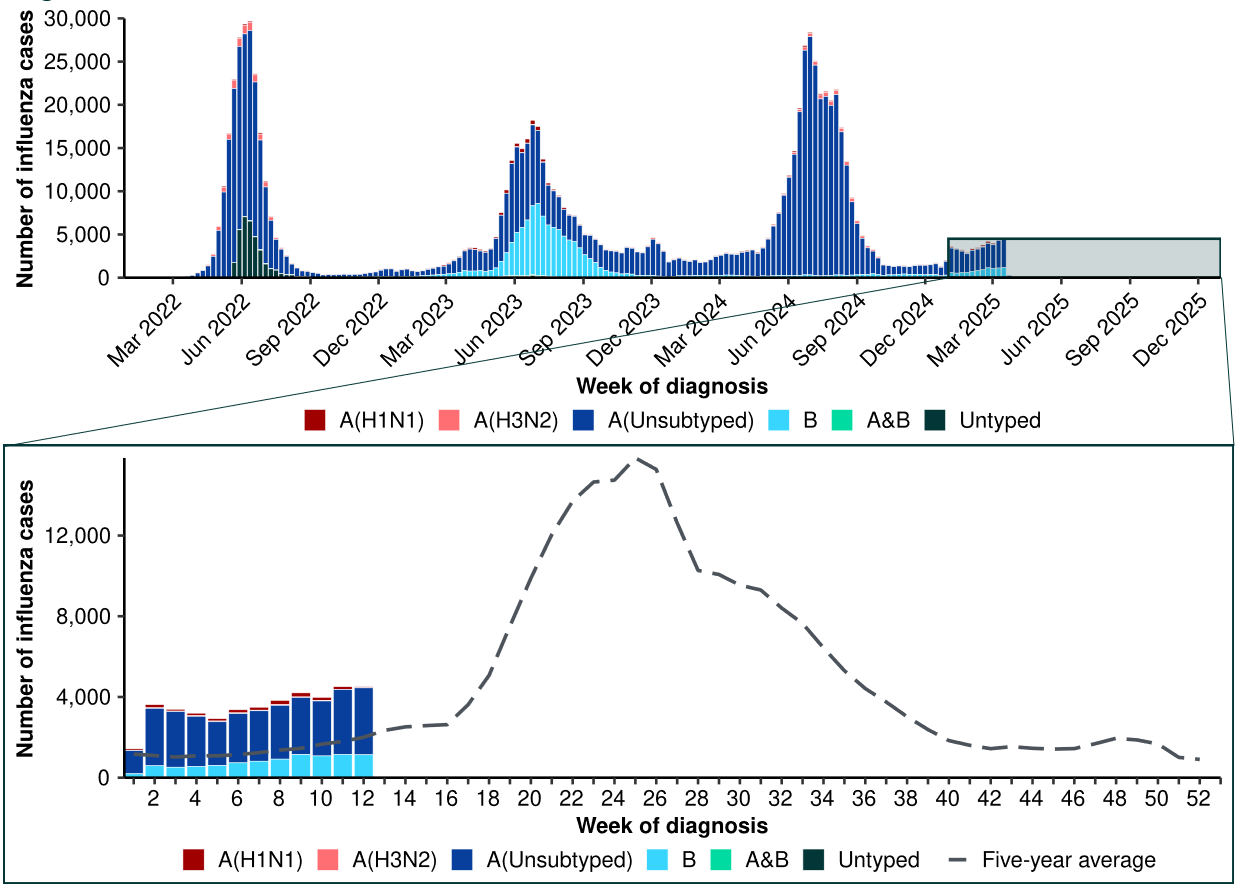 Number of influenza cases
30,000
25,000
20,000
15,000
10,000
5,000
0
Mar 2022
Jun 2022
Sep 2022
Dec 2022
Mar 2023
Jun 2023
Sep 2023
Dec 2023
Mar 2024
Jun 2024
Sep 2024
Dec 2024
Mar 2025
Jun 2025
Sep 2025
Dec 2025
Week of diagnosis
A(H1N1) A(H3N2) A(Unsubtyped) B A&B Untyped
Number of influenza cases
12,000
8,000
4,000
0
2 4 6 8 10 12 14 16 18 20 22 24 26 28 30 32 34 36 38 40 42 44 46 48 50 52
Week of diagnosis
A(H1N1) A(H3N2) A(Unsubtyped) B A&B Untyped Five-year average